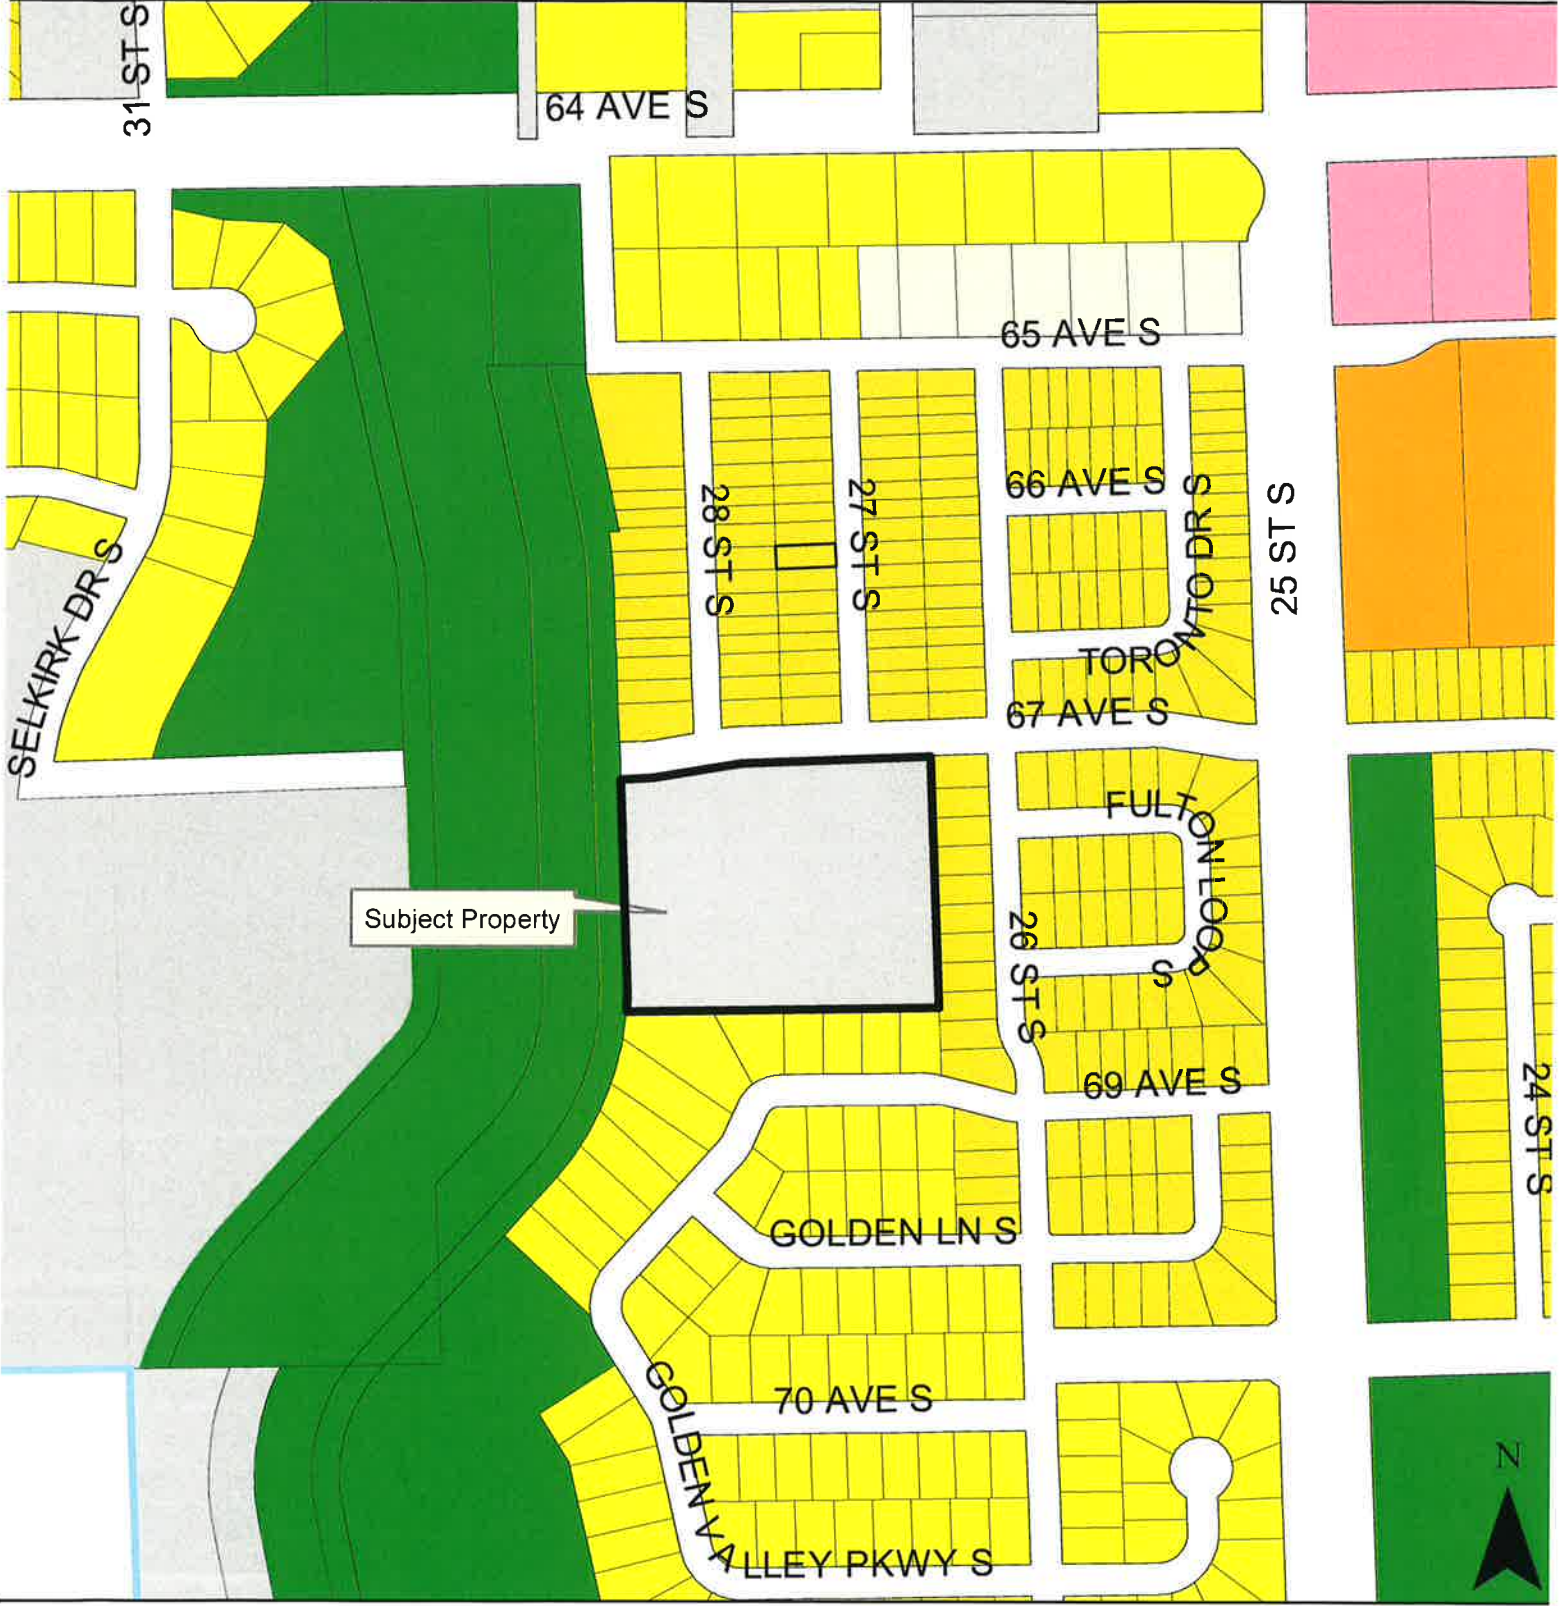 31 ST S
64 AVE S
65 AVE S
66 AVE S
28 ST S
27 ST S
TORONTO DR S
25 ST S
SELKIRK DR S
67 AVE S
FULTON LOOP S
Subject Property
26 ST S
69 AVE S
24 ST S
GOLDEN LN S
70 AVE S
GOLDEN VALLEY PKWY S
N